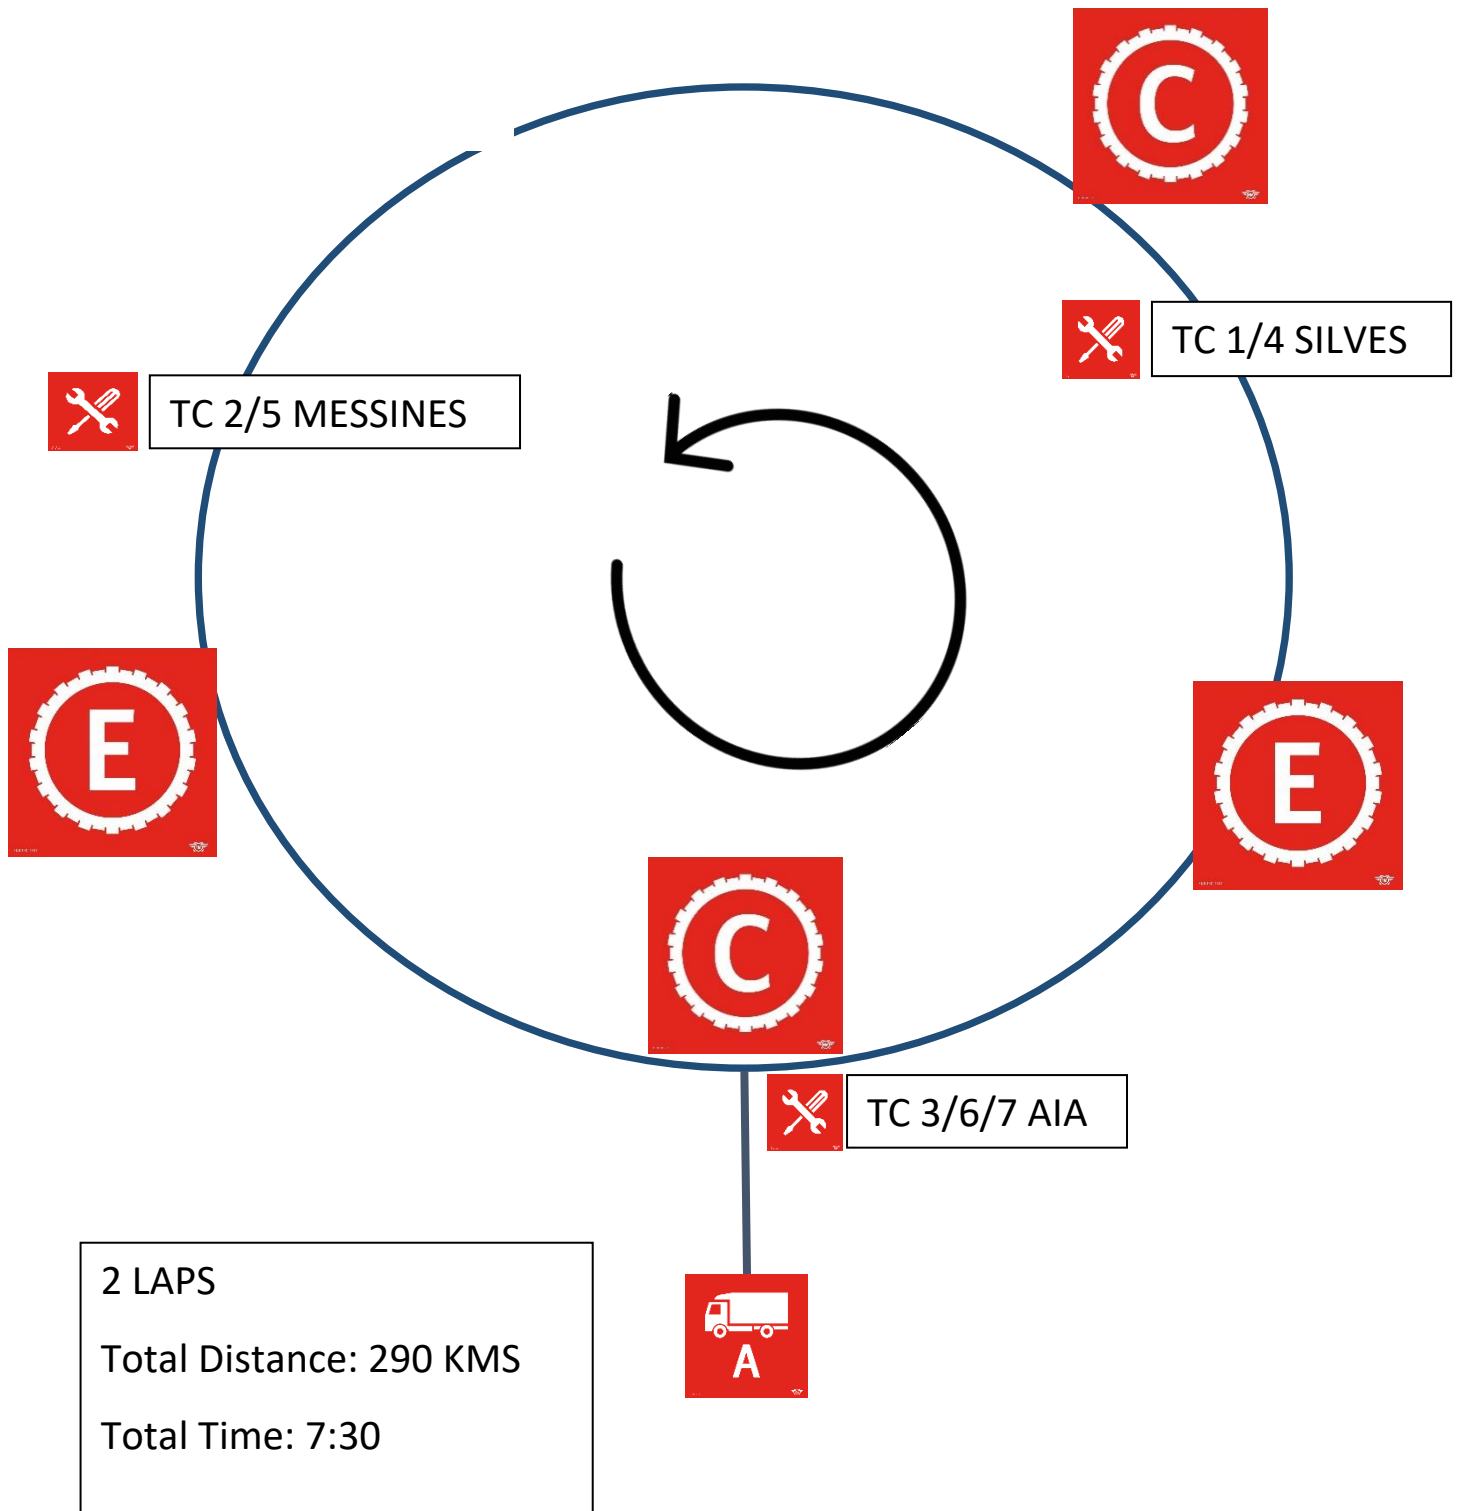 C
TC 1/4 SILVES
TC 2/5 MESSINES
E
E
C
TC 3/6/7 AIA
A
2 LAPS
Total Distance: 290 KMS
Total Time: 7:30